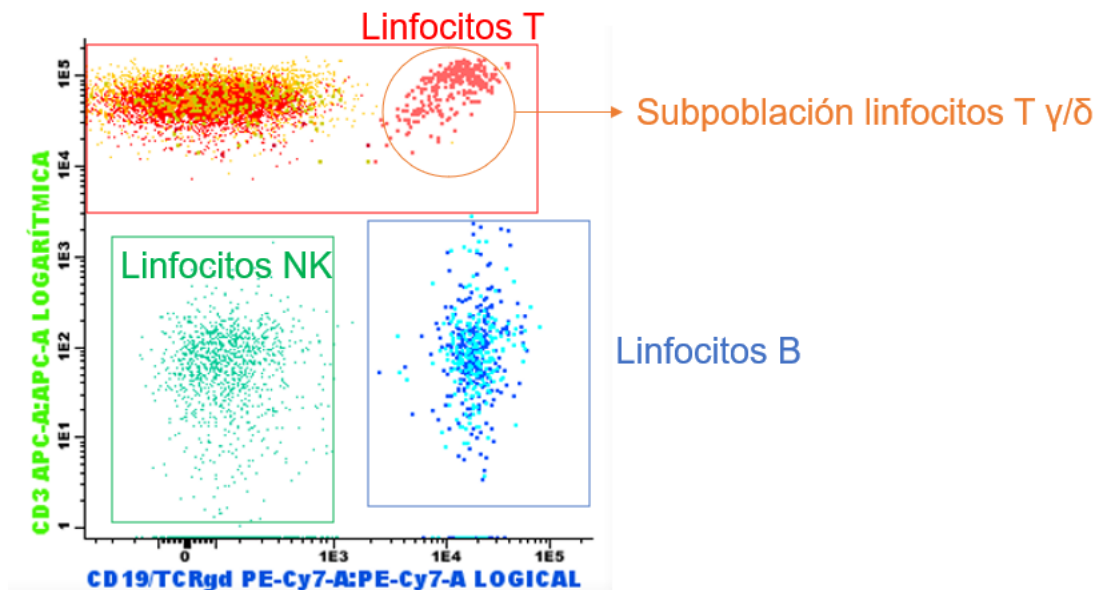 Linfocitos T
1E5
Subpoblación linfocitos T γ/δ
1E4
CD3 APC-A:APC-A LOGARÍTMICA
1E3
Linfocitos NK
1E2
Linfocitos B
1E1
1
0 1E3 1E4 1E5
CD19/TCRgd PE-Cy7-A:PE-Cy7-A LOGICAL